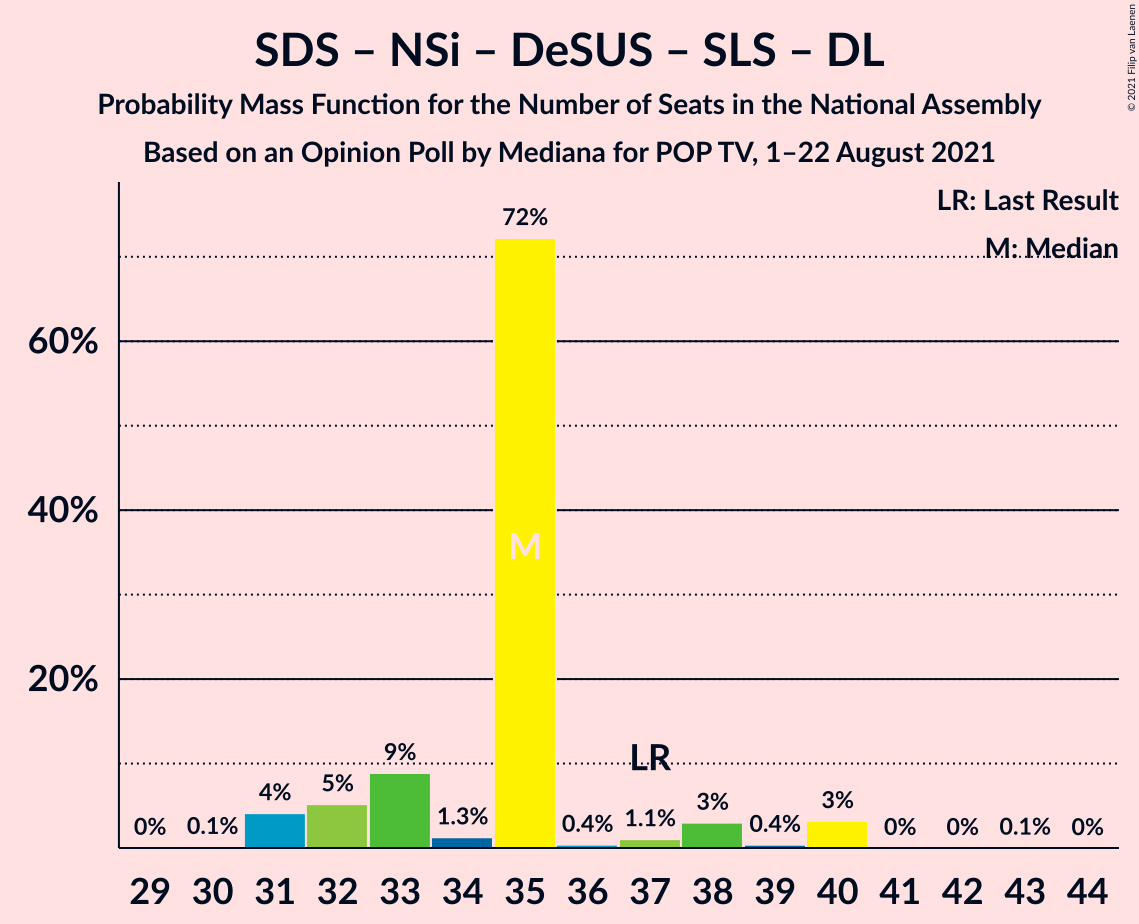 SDS – NSi – DeSUS – SLS – DL
Probability Mass Function for the Number of Seats in the National Assembly
Based on an Opinion Poll by Mediana for POP TV, 1–22 August 2021
© 2021 Filip van Laenen
LR: Last Result
M: Median
60%
40%
20%
0%
0.1%
4%
5%
9%
1.3%
72%
M
0.4%
LR
1.1%
3%
0.4%
3%
0%
0%
0.1%
0%
29 30 31 32 33 34 35 36 37 38 39 40 41 42 43 44